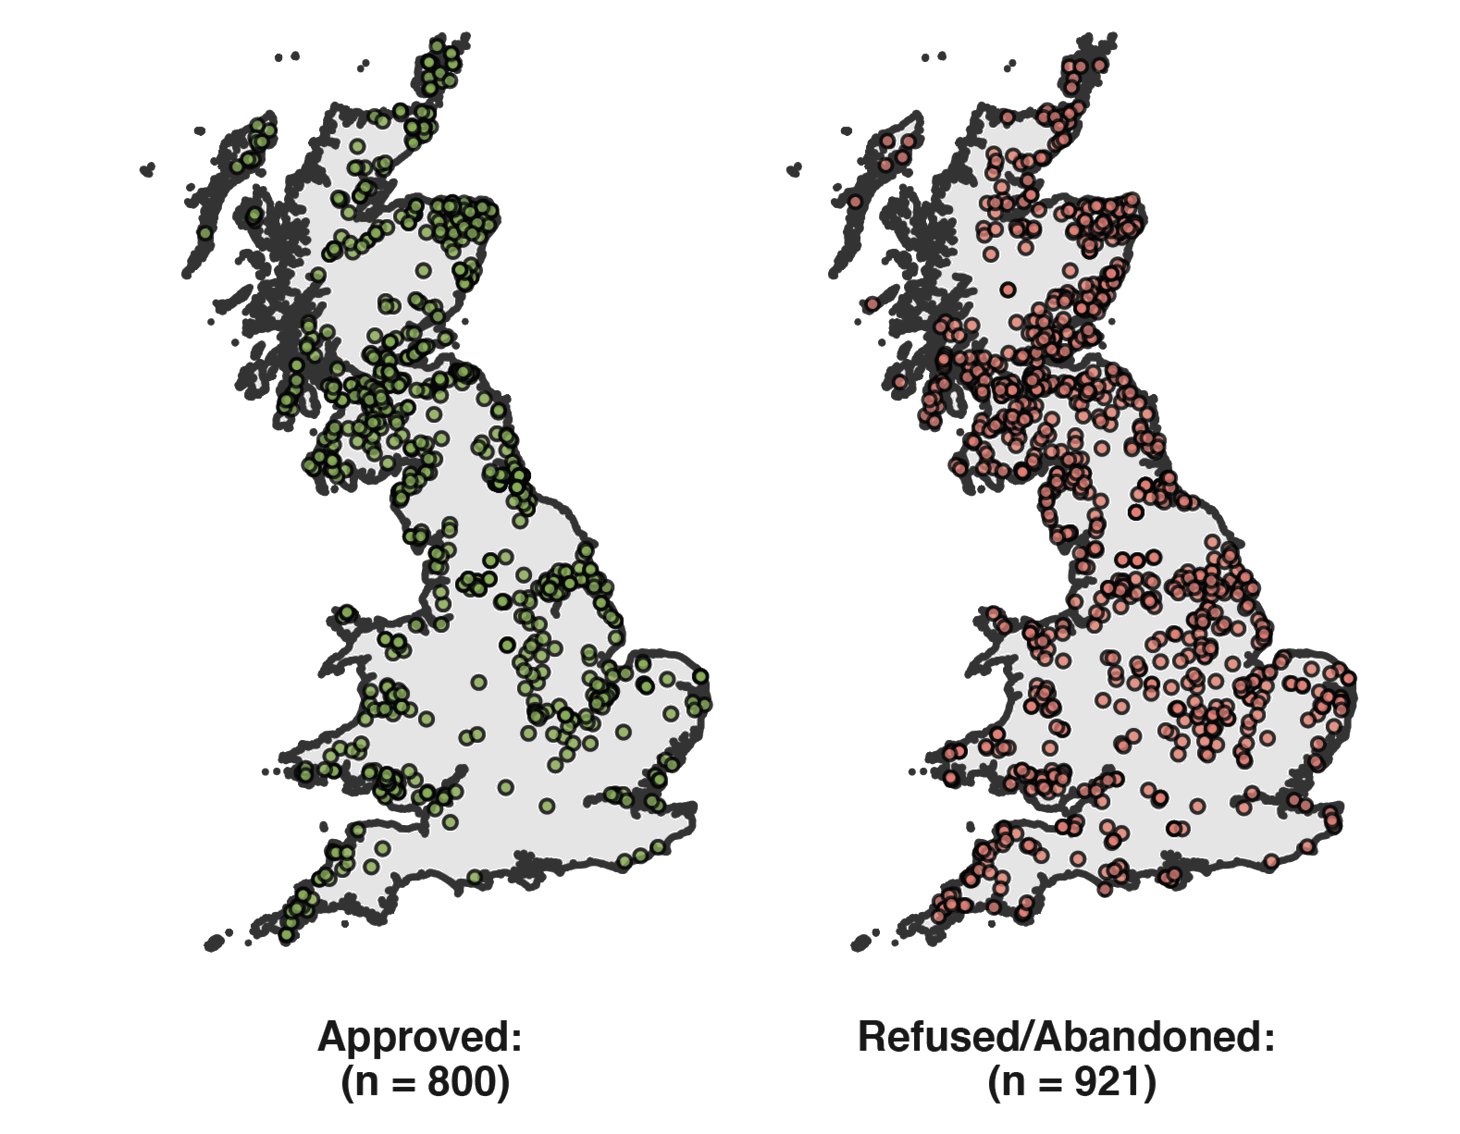 Approved:
(n = 800)
Refused/Abandoned:
(n = 921)